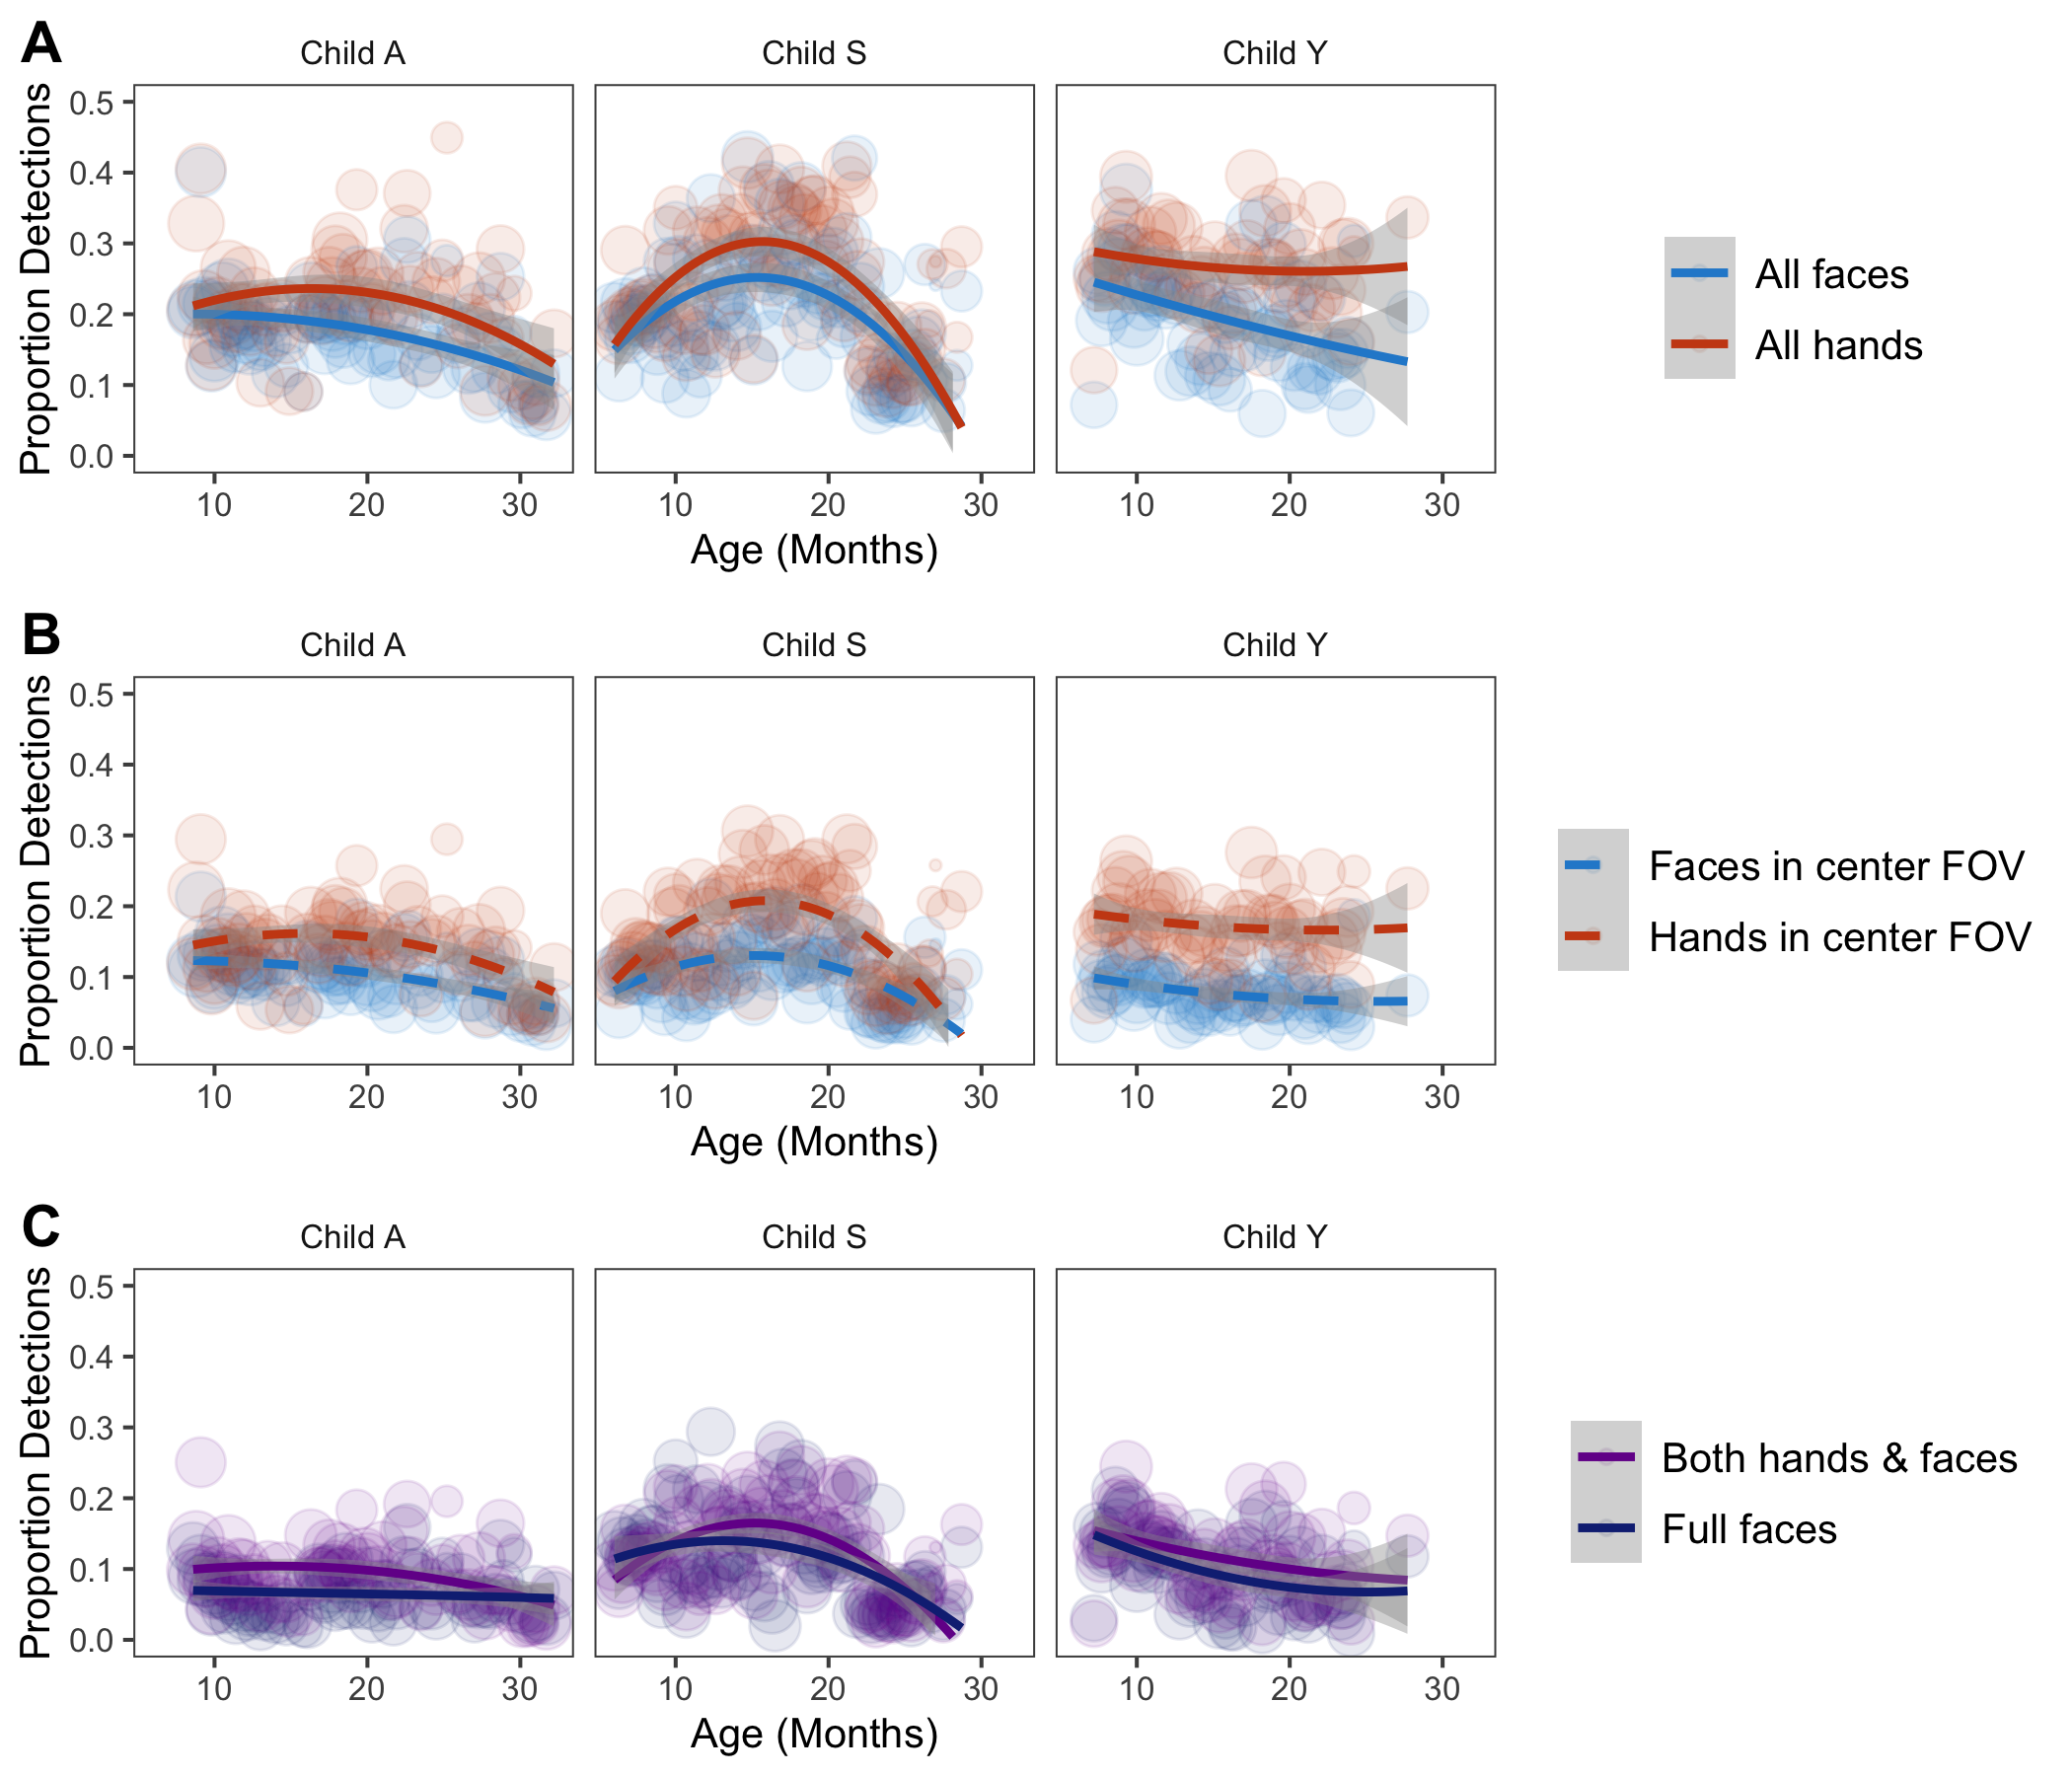 A
Child A
Child S
Child Y
Proportion Detections
0.5
0.4
0.3
0.2
0.1
0.0
10 20 30
10 20 30
10 20 30
Age (Months)
All faces
All hands
B
Child A
Child S
Child Y
Proportion Detections
0.5
0.4
0.3
0.2
0.1
0.0
10 20 30
10 20 30
10 20 30
Age (Months)
Faces in center FOV
Hands in center FOV
C
Child A
Child S
Child Y
Proportion Detections
0.5
0.4
0.3
0.2
0.1
0.0
10 20 30
10 20 30
10 20 30
Age (Months)
Both hands & faces
Full faces